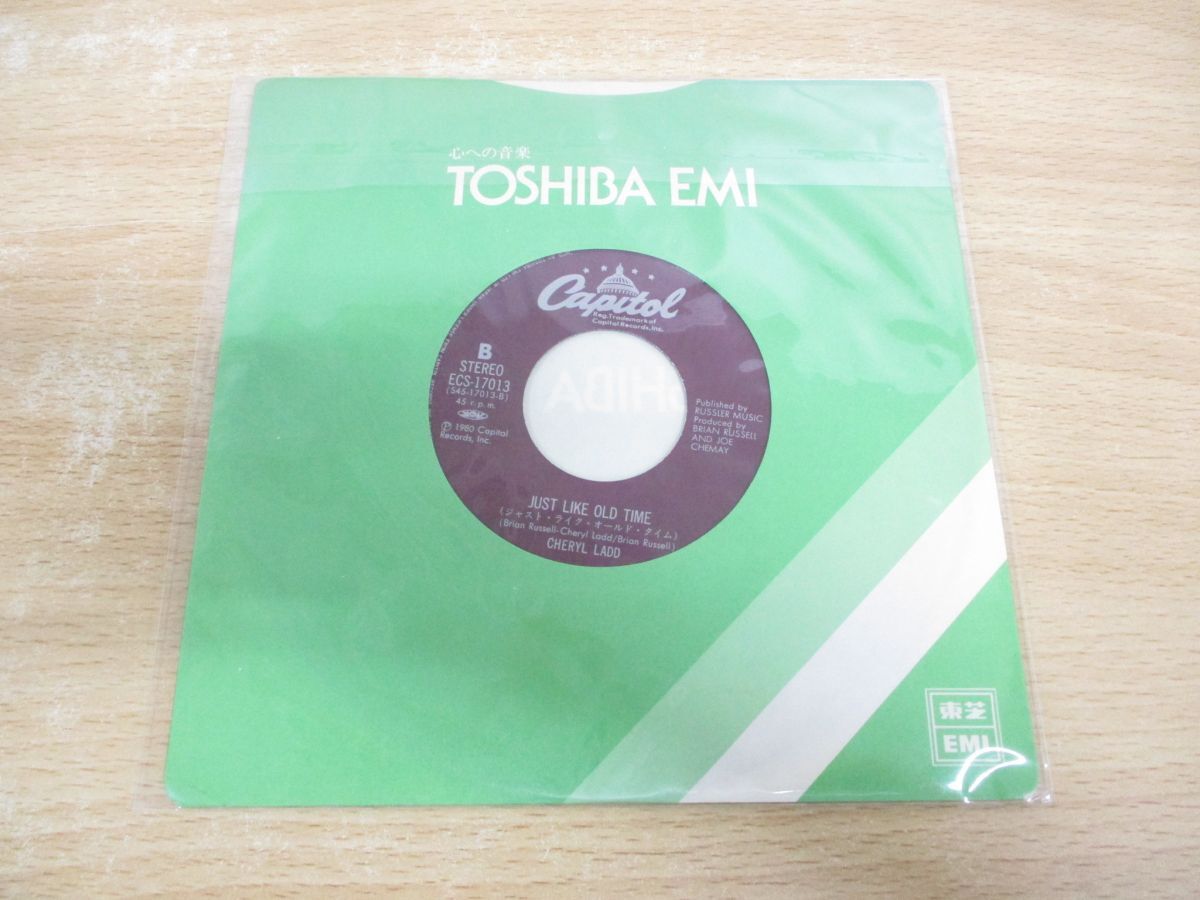 心への音楽
TOSHIBA EMI
Capitol
Reg. Trademark of
Capitol Records, Inc.
B
STEREO
ECS-17013
(S45-17013-B)
45 r.p.m.
Ⓟ 1980 Capitol
Records, Inc.
Published by
RUSSLER MUSIC
Produced by
BRIAN RUSSELL
AND JOE
CHEMAY
JUST LIKE OLD TIME
(ジャスト・ライク・オールド・タイム)
(Brian Russell-Cheryl Ladd/Brian Russell)
CHERYL LADD
東芝
EMI